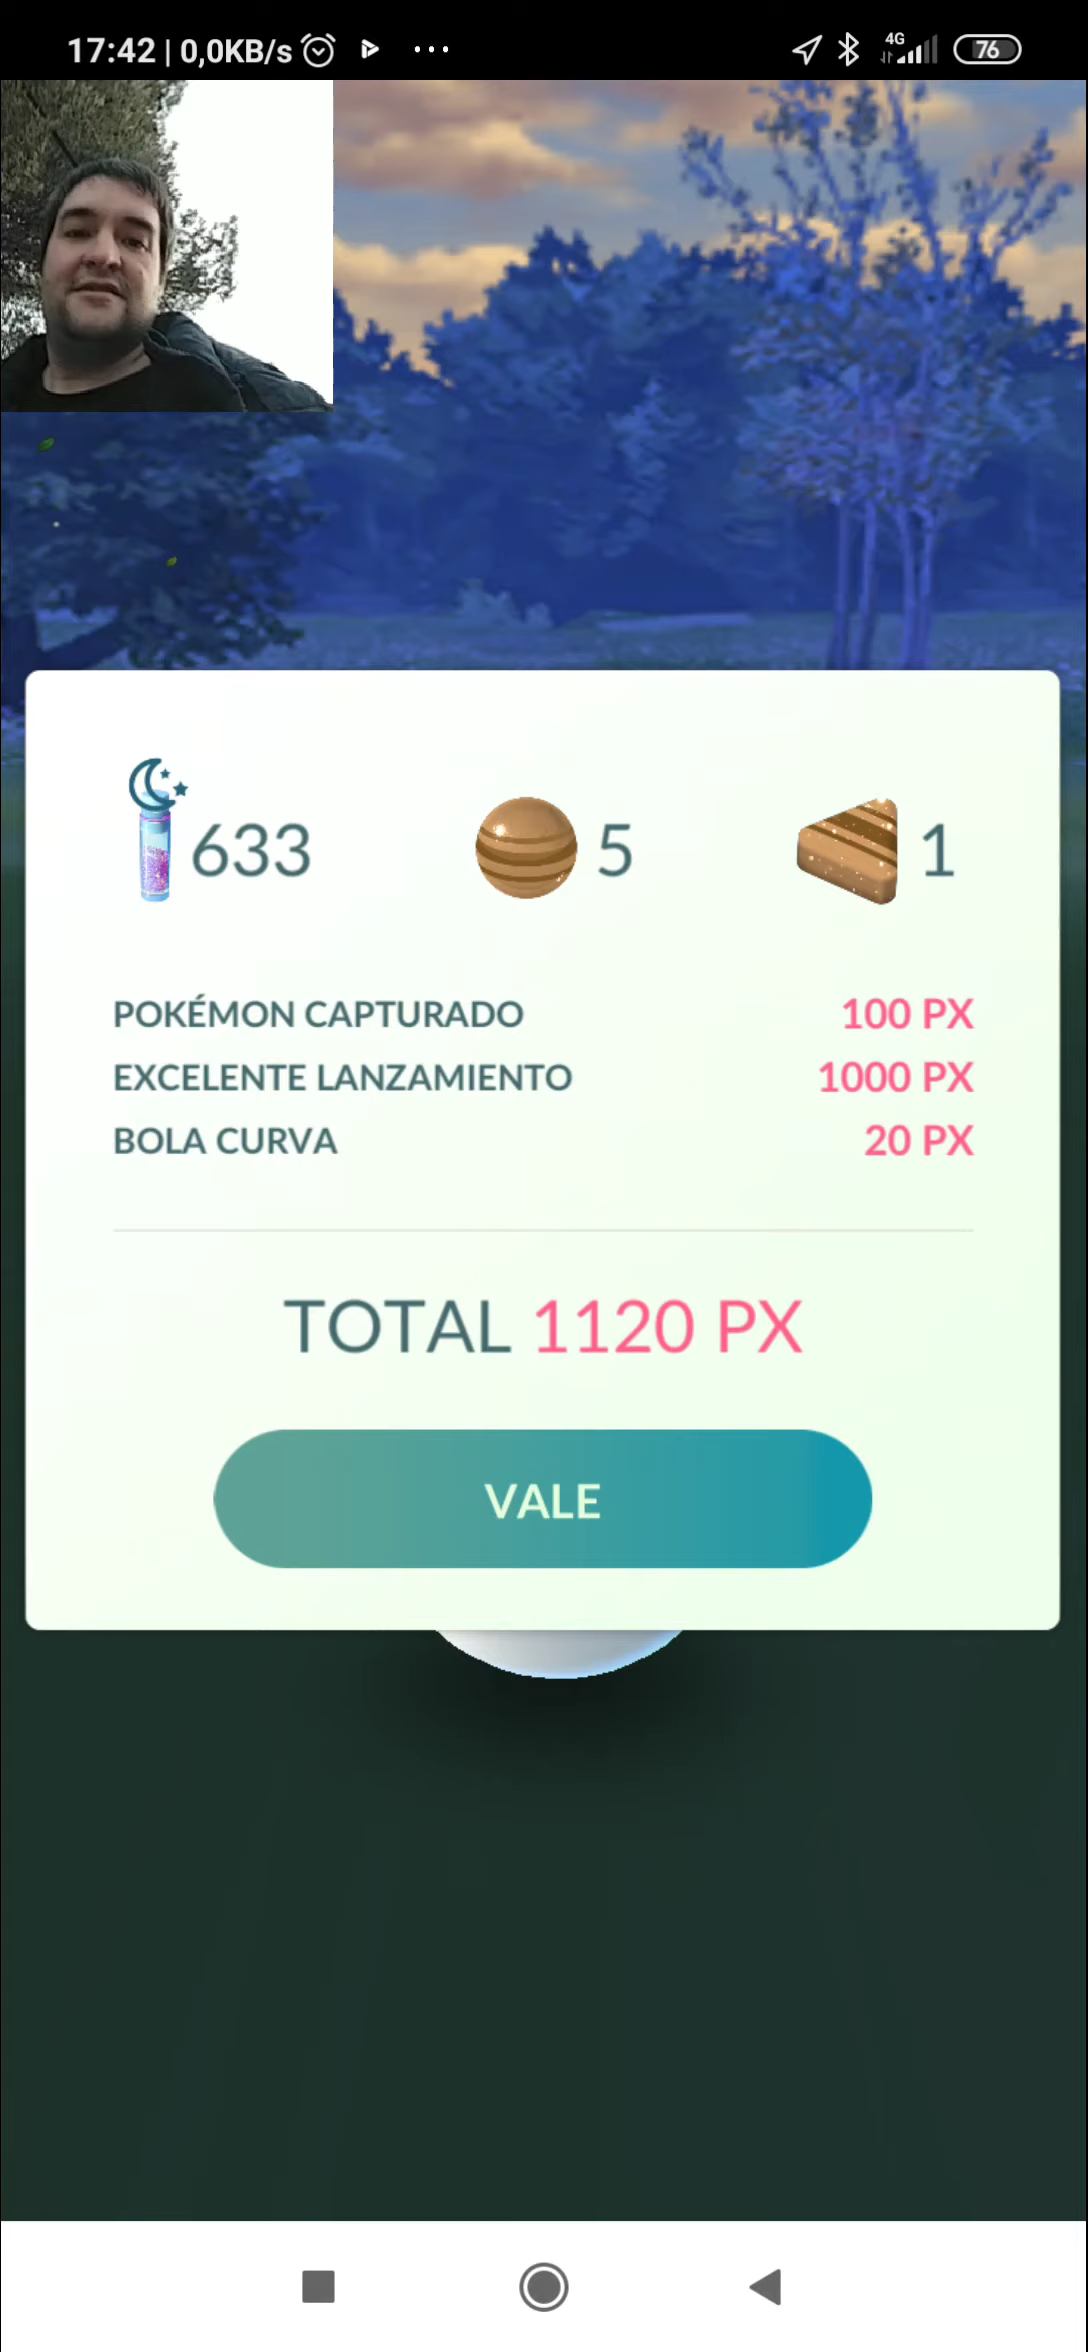 17:42 | 0,0KB/s
4G
76
633
5
1
POKÉMON CAPTURADO 100 PX
EXCELENTE LANZAMIENTO 1000 PX
BOLA CURVA 20 PX
TOTAL 1120 PX
VALE